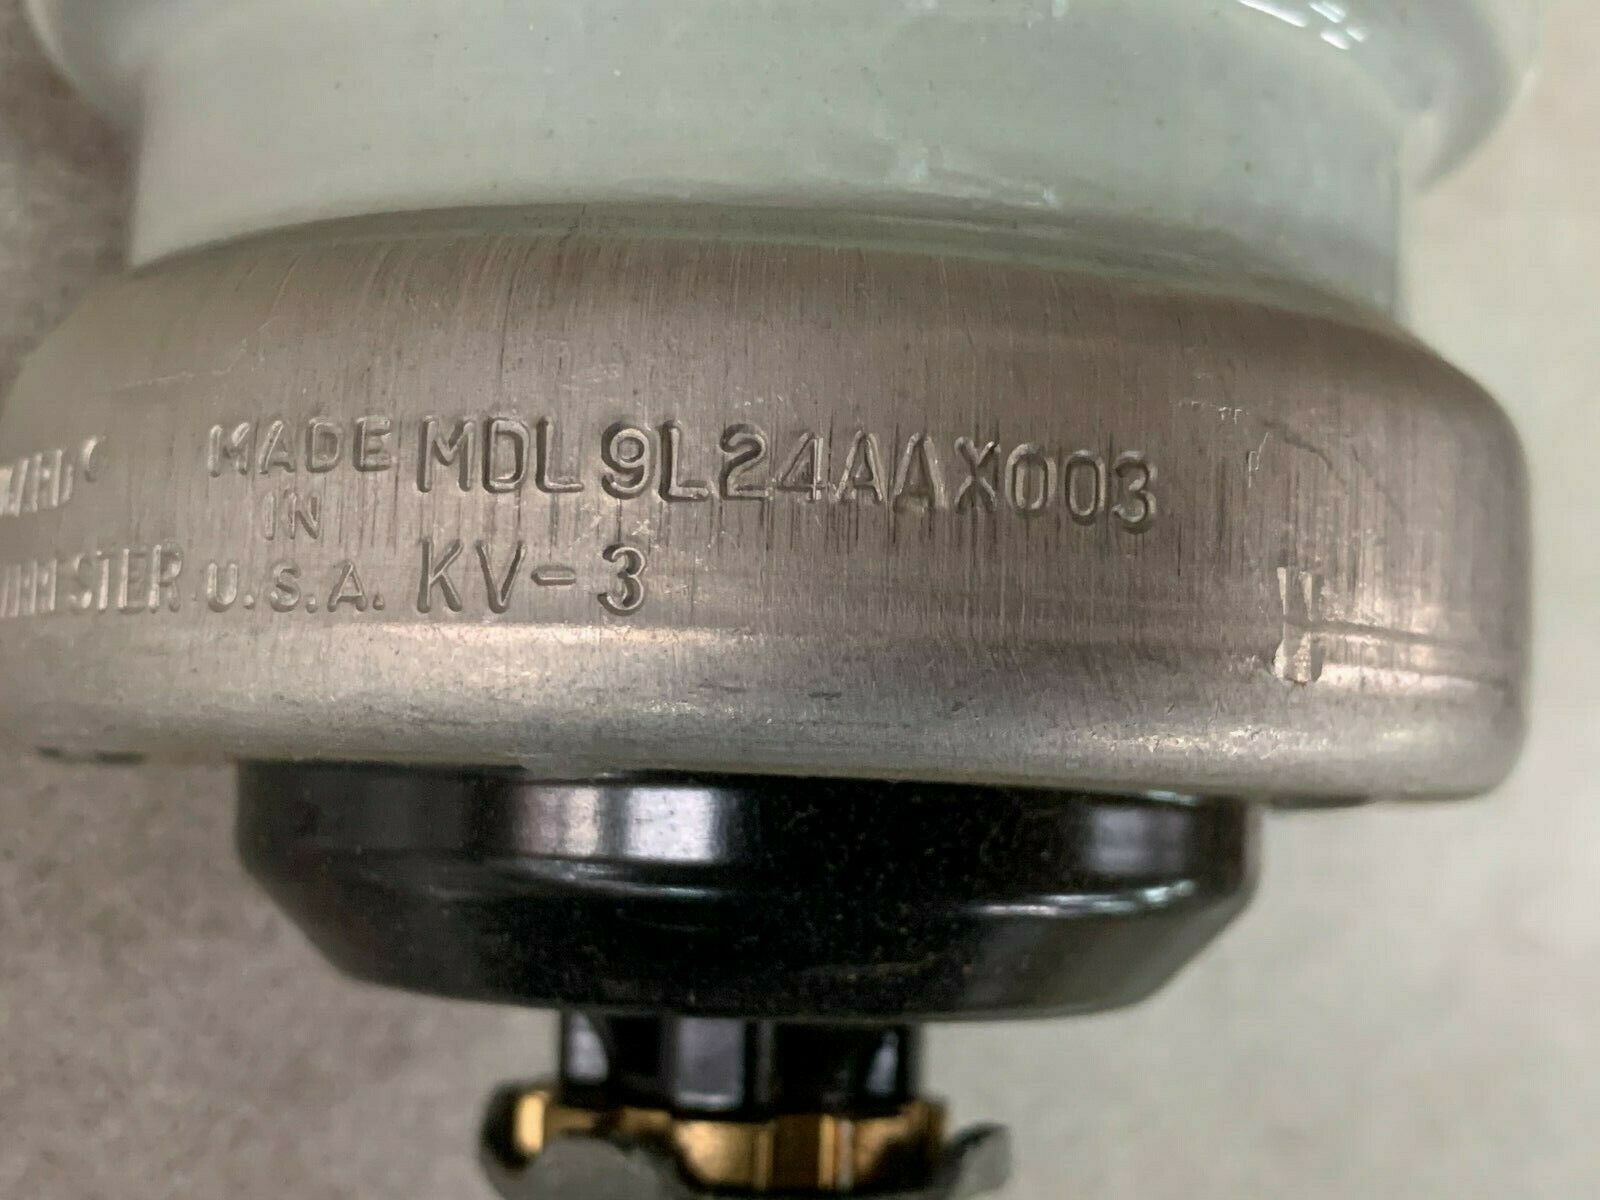 MADE MDL 9L24AAX003
IN
U.S.A. KV-3